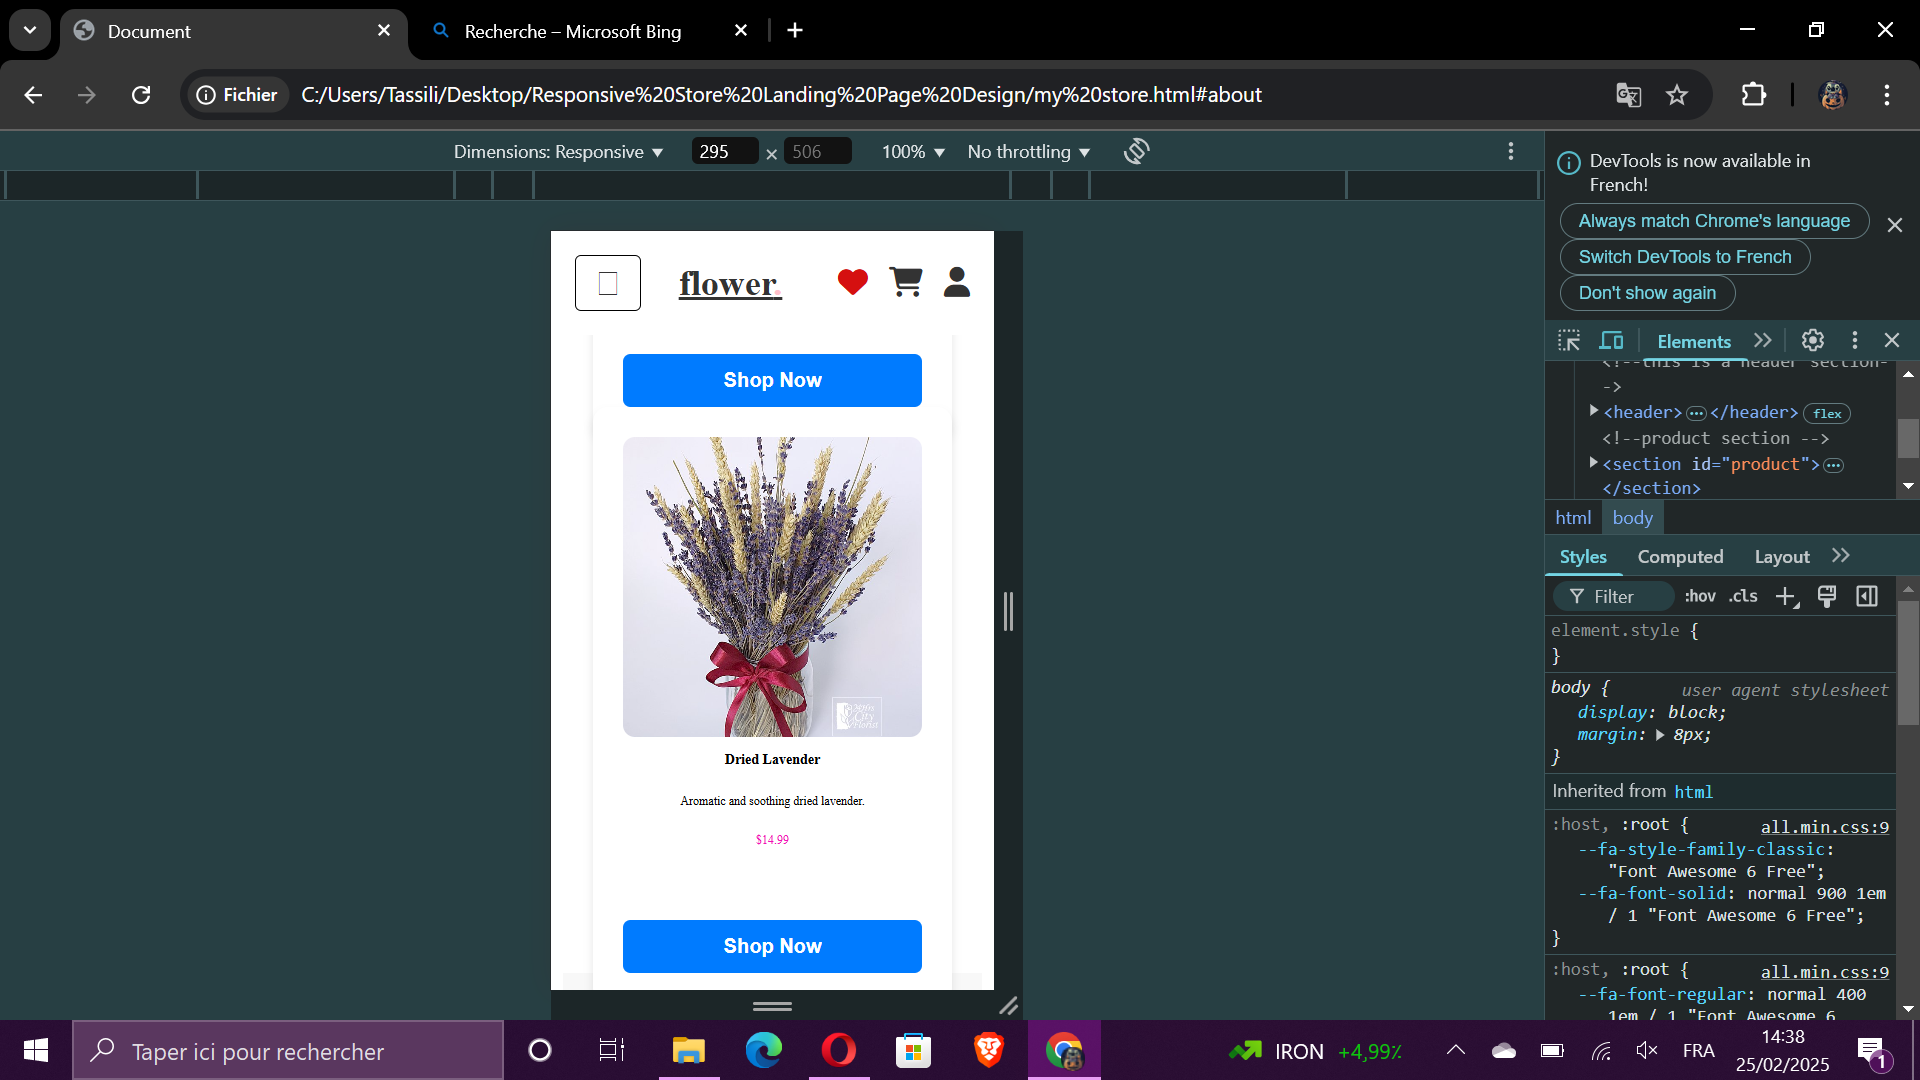 Document
Recherche – Microsoft Bing
Fichier
C:/Users/Tassili/Desktop/Responsive%20Store%20Landing%20Page%20Design/my%20store.html#about
Dimensions: Responsive
295
×
506
100%
No throttling
DevTools is now available in
French!
Always match Chrome's language
Switch DevTools to French
Don't show again
flower.
Shop Now
City
Florist
Dried Lavender
Aromatic and soothing dried lavender.
$14.99
Shop Now
Elements
<!--this is a header section-
->
<header> ⋯ </header> flex
<!--product section -->
<section id="product"> ⋯
</section>
html
body
Styles
Computed
Layout
Filter
:hov
.cls
element.style {
}
body {
user agent stylesheet
display: block;
margin: ▶ 8px;
}
Inherited from html
:host, :root {
all.min.css:9
--fa-style-family-classic:
"Font Awesome 6 Free";
--fa-font-solid: normal 900 1em
/ 1 "Font Awesome 6 Free";
}
:host, :root {
all.min.css:9
--fa-font-regular: normal 400
1em / 1 "Font Awesome 6
Taper ici pour rechercher
IRON +4,99%
FRA
14:38
25/02/2025
1